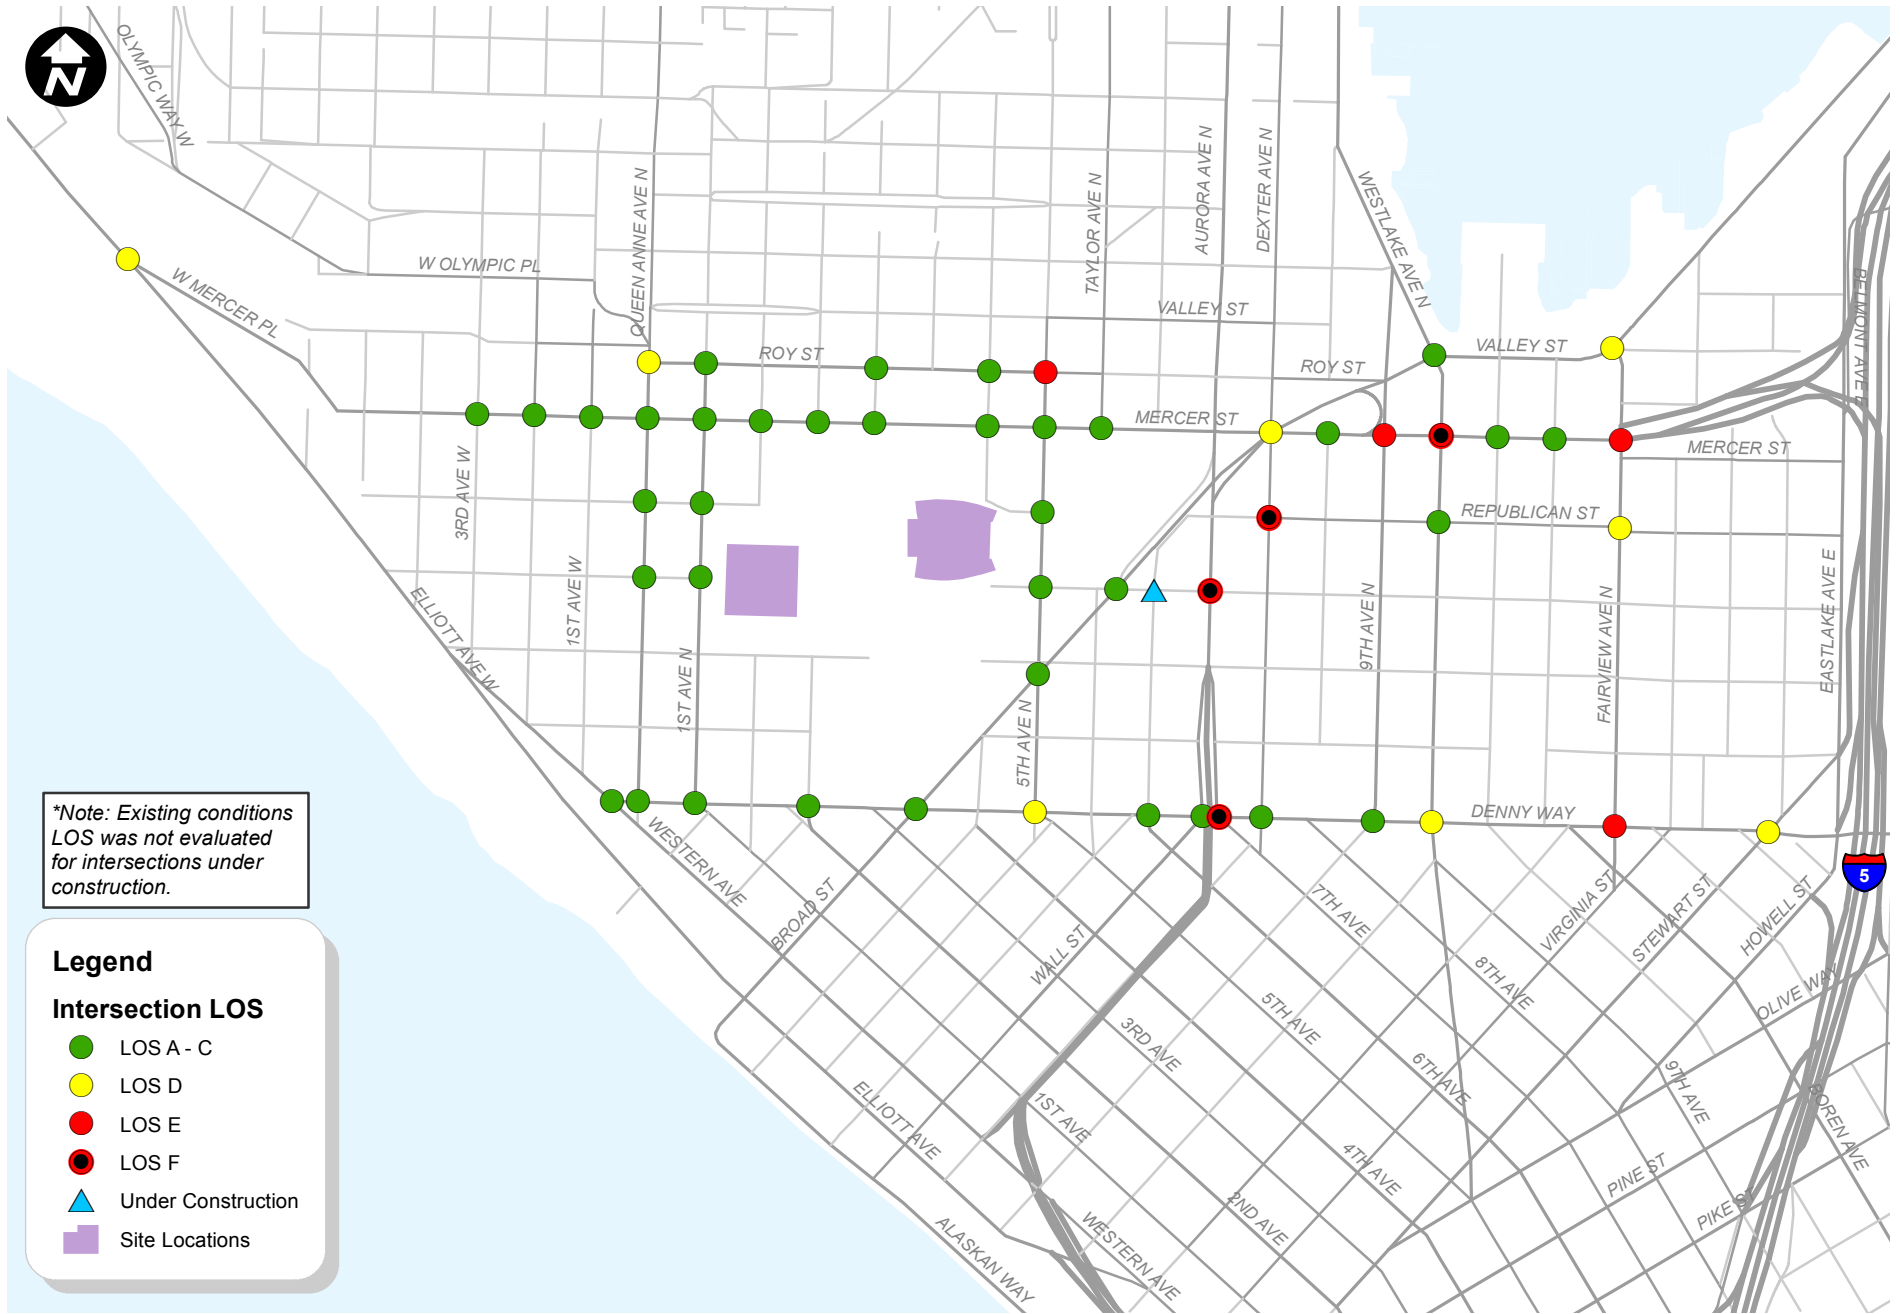 N
OLYMPIC WAY W
QUEEN ANNE AVE N
TAYLOR AVE N
AURORA AVE N
DEXTER AVE N
WESTLAKE AVE N
BELMONT AVE E
W OLYMPIC PL
W MERCER PL
VALLEY ST
VALLEY ST
ROY ST
ROY ST
MERCER ST
MERCER ST
3RD AVE W
REPUBLICAN ST
1ST AVE W
ELLIOTT AVE W
1ST AVE N
9TH AVE N
FAIRVIEW AVE N
EASTLAKE AVE E
5TH AVE N
DENNY WAY
5
WESTERN AVE
BROAD ST
WALL ST
7TH AVE
VIRGINIA ST
STEWART ST
HOWELL ST
8TH AVE
OLIVE WAY
5TH AVE
3RD AVE
6TH AVE
9TH AVE
BOREN AVE
ELLIOTT AVE
1ST AVE
4TH AVE
PINE ST
PIKE ST
2ND AVE
WESTERN AVE
ALASKAN WAY
*Note: Existing conditions
LOS was not evaluated
for intersections under
construction.
Legend
Intersection LOS
LOS A - C
LOS D
LOS E
LOS F
Under Construction
Site Locations